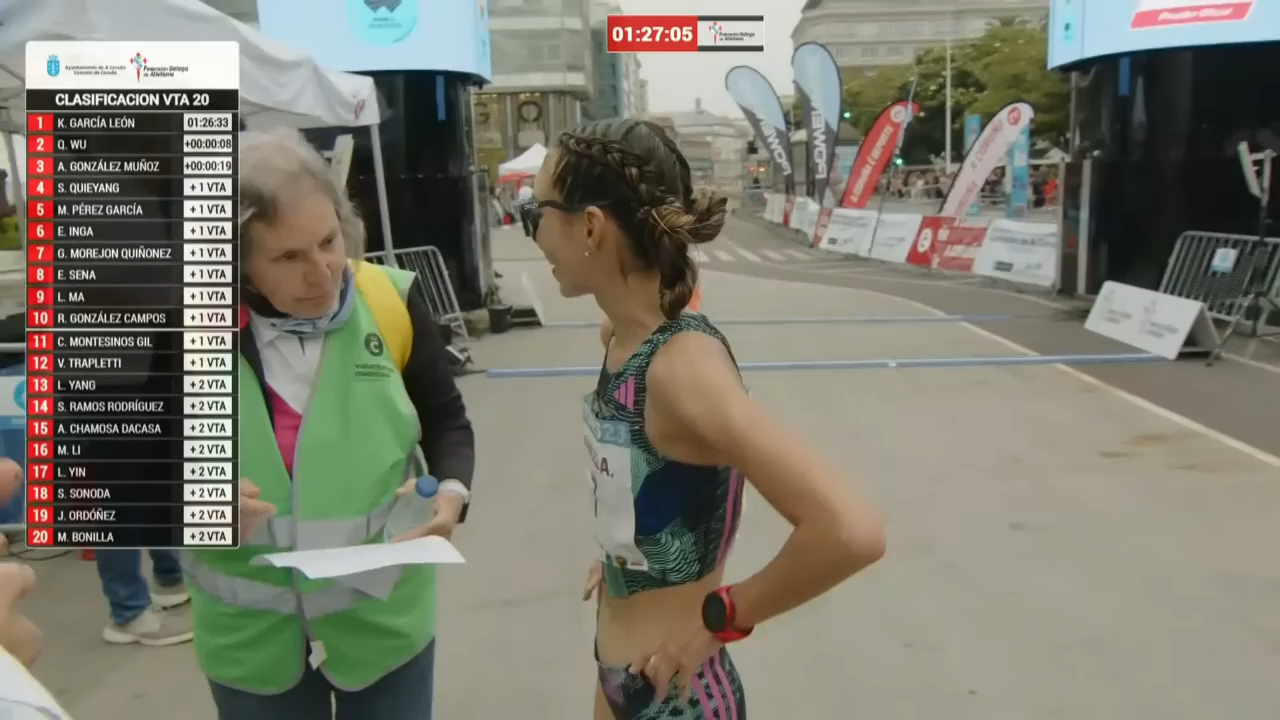 Ayuntamiento de A Coruña
Concello da Coruña
Federación Galega
de Atletismo
CLASIFICACION VTA 20
1 K. GARCÍA LEÓN 01:26:33
2 Q. WU +00:00:08
3 A. GONZÁLEZ MUÑOZ +00:00:19
4 S. QUIEYANG + 1 VTA
5 M. PÉREZ GARCÍA + 1 VTA
6 E. INGA + 1 VTA
7 G. MOREJON QUIÑONEZ + 1 VTA
8 E. SENA + 1 VTA
9 L. MA + 1 VTA
10 R. GONZÁLEZ CAMPOS + 1 VTA
11 C. MONTESINOS GIL + 1 VTA
12 V. TRAPLETTI + 1 VTA
13 L. YANG + 2 VTA
14 S. RAMOS RODRÍGUEZ + 2 VTA
15 A. CHAMOSA DACASA + 2 VTA
16 M. LI + 2 VTA
17 L. YIN + 2 VTA
18 S. SONODA + 2 VTA
19 J. ORDÓÑEZ + 2 VTA
20 M. BONILLA + 2 VTA
01:27:05
Federación Galega
de Atletismo